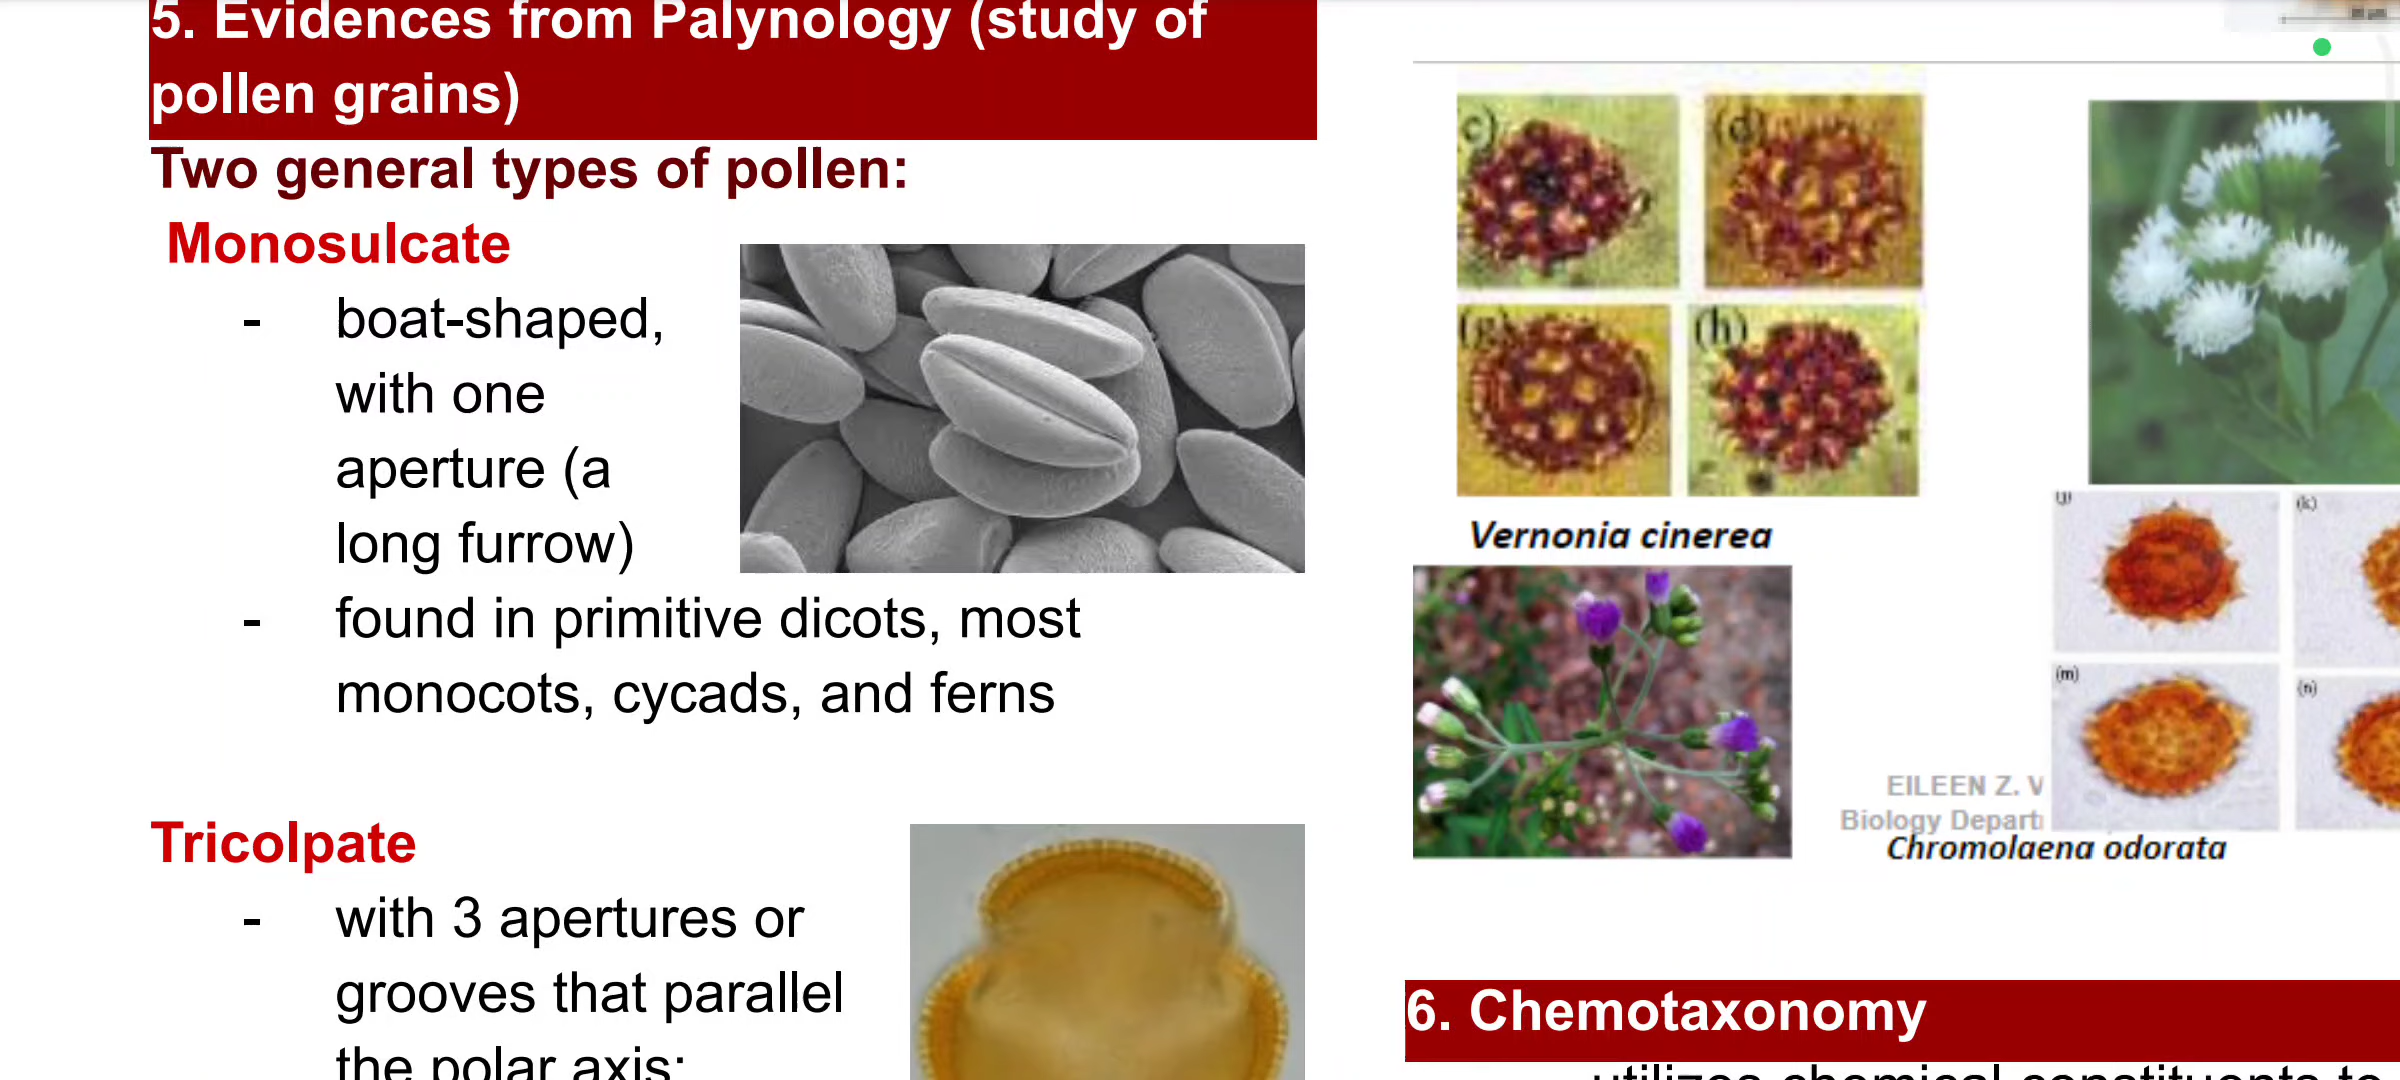 5. Evidences from Palynology (study of
pollen grains)
Two general types of pollen:
Monosulcate
- boat-shaped,
with one
aperture (a
long furrow)
- found in primitive dicots, most
monocots, cycads, and ferns
Tricolpate
- with 3 apertures or
grooves that parallel
the polar axis;
c)
(d)
(g)
(h)
Vernonia cinerea
(j)
(k)
(m)
(n)
EILEEN Z. V
Biology Depart
Chromolaena odorata
6. Chemotaxonomy
utilizes chemical constituents to